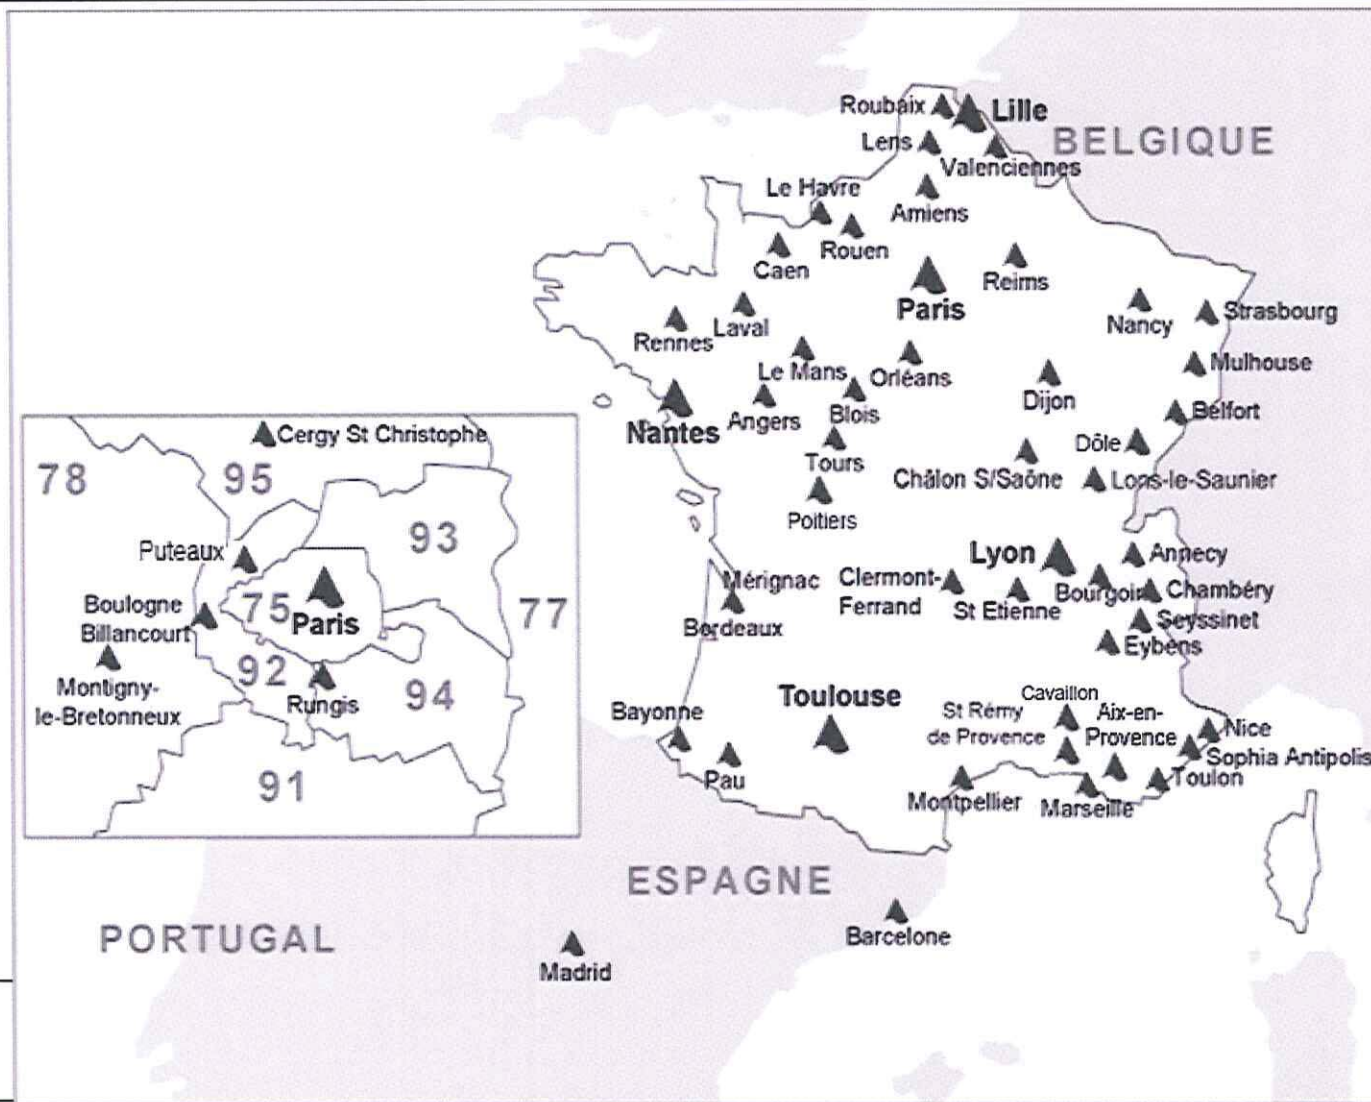 Roubaix
Lille
Lens
BELGIQUE
Valenciennes
Le Havre
Amiens
Rouen
Caen
Reims
Paris
Strasbourg
Nancy
Laval
Rennes
Mulhouse
Le Mans
Orléans
Dijon
Belfort
Angers
Blois
Nantes
Dôle
Tours
Châlon S/Saône
Lons-le-Saunier
Poitiers
Lyon
Annecy
Mérignac
Clermont-
Ferrand
St Etienne
Bourgoin
Chambéry
Seyssinet
Bordeaux
Eybens
Toulouse
Cavaillon
Bayonne
St Rémy
de Provence
Aix-en-
Provence
Nice
Sophia Antipolis
Pau
Toulon
Montpellier
Marseille
Cergy St Christophe
78
95
93
Puteaux
75
Paris
77
Boulogne
Billancourt
92
94
Montigny-
le-Bretonneux
Rungis
91
ESPAGNE
PORTUGAL
Barcelone
Madrid